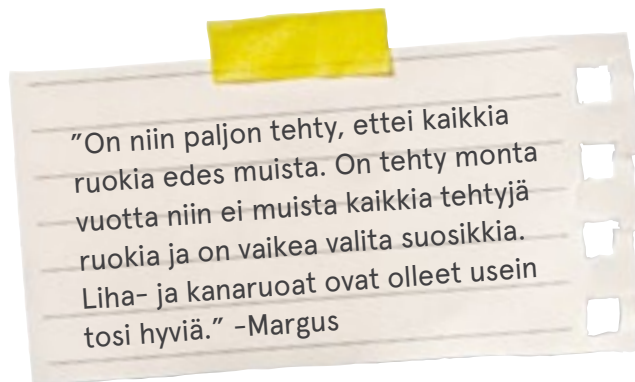 ”On niin paljon tehty, ettei kaikkia
ruokia edes muista. On tehty monta
vuotta niin ei muista kaikkia tehtyjä
ruokia ja on vaikea valita suosikkia.
Liha- ja kanaruoat ovat olleet usein
tosi hyviä.” -Margus